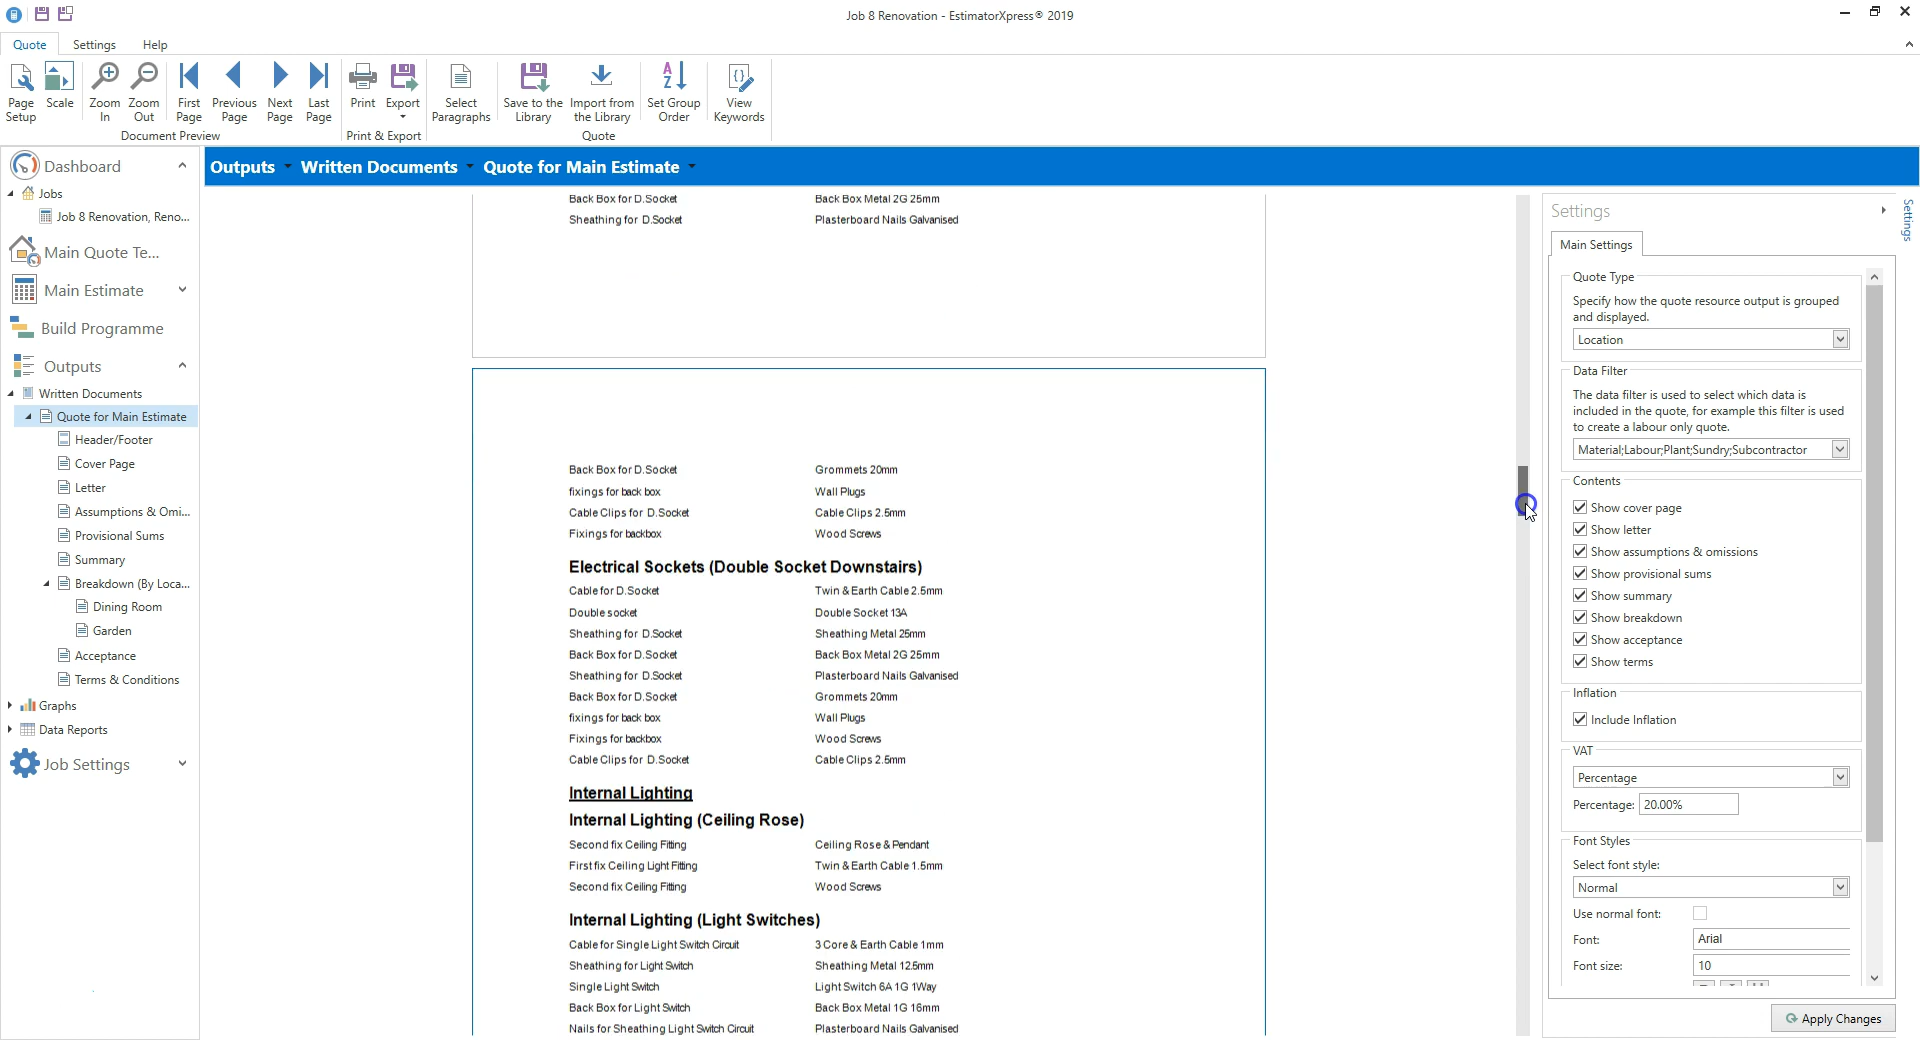 Job 8 Renovation - EstimatorXpress® 2019
Quote Settings Help
Page Setup
Scale
Zoom In
Zoom Out
First Page
Previous Page
Next Page
Last Page
Print
Export
Select Paragraphs
Save to the Library
Import from the Library
Set Group Order
View Keywords
Document Preview
Print & Export
Quote
Dashboard
Jobs
Job 8 Renovation, Reno...
Main Quote Te...
Main Estimate
Build Programme
Outputs
Written Documents
Quote for Main Estimate
Header/Footer
Cover Page
Letter
Assumptions & Omi...
Provisional Sums
Summary
Breakdown (By Loca...
Dining Room
Garden
Acceptance
Terms & Conditions
Graphs
Data Reports
Job Settings
Outputs Written Documents Quote for Main Estimate
Back Box for D.Socket Back Box Metal 2G 25mm
Sheathing for D.Socket Plasterboard Nails Galvanised
Back Box for D.Socket Grommets 20mm
fixings for back box Wall Plugs
Cable Clips for D.Socket Cable Clips 2.5mm
Fixings for backbox Wood Screws
Electrical Sockets (Double Socket Downstairs)
Cable for D.Socket Twin & Earth Cable 2.5mm
Double socket Double Socket 13A
Sheathing for D.Socket Sheathing Metal 25mm
Back Box for D.Socket Back Box Metal 2G 25mm
Sheathing for D.Socket Plasterboard Nails Galvanised
Back Box for D.Socket Grommets 20mm
fixings for back box Wall Plugs
Fixings for backbox Wood Screws
Cable Clips for D.Socket Cable Clips 2.5mm
Internal Lighting
Internal Lighting (Ceiling Rose)
Second fix Ceiling Fitting Ceiling Rose & Pendant
First fix Ceiling Light Fitting Twin & Earth Cable 1.5mm
Second fix Ceiling Fitting Wood Screws
Internal Lighting (Light Switches)
Cable for Single Light Switch Circuit 3 Core & Earth Cable 1mm
Sheathing for Light Switch Sheathing Metal 12.5mm
Single Light Switch Light Switch 6A 1G 1Way
Back Box for Light Switch Back Box Metal 1G 16mm
Nails for Sheathing Light Switch Circuit Plasterboard Nails Galvanised
Settings
Settings
Main Settings
Quote Type
Specify how the quote resource output is grouped
and displayed.
Location
Data Filter
The data filter is used to select which data is
included in the quote, for example this filter is used
to create a labour only quote.
Material;Labour;Plant;Sundry;Subcontractor
Contents
Show cover page
Show letter
Show assumptions & omissions
Show provisional sums
Show summary
Show breakdown
Show acceptance
Show terms
Inflation
Include Inflation
VAT
Percentage
Percentage: 20.00%
Font Styles
Select font style:
Normal
Use normal font:
Font: Arial
Font size: 10
Apply Changes